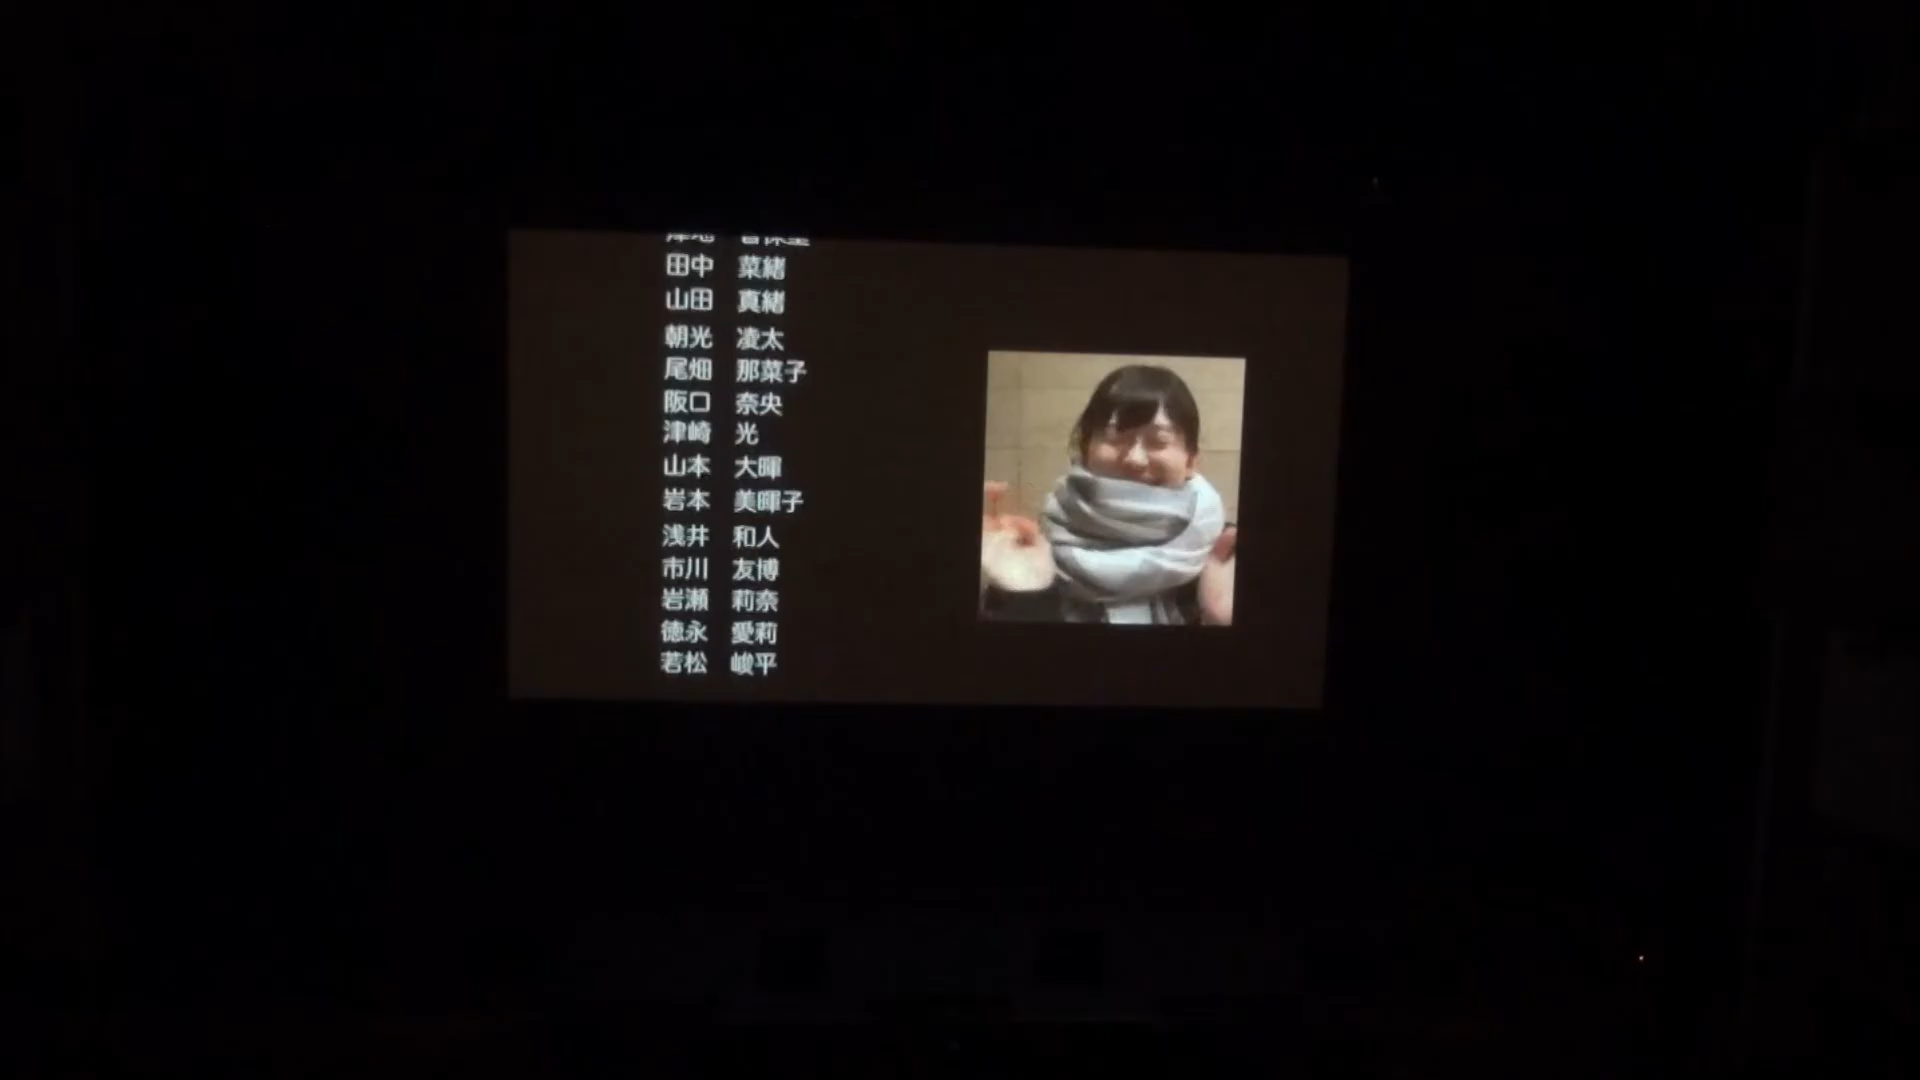 田中 菜緒
山田 真緒
朝光 凌太
尾畑 那菜子
阪口 奈央
津崎 光
山本 大暉
岩本 美暉子
浅井 和人
市川 友博
岩瀬 莉奈
徳永 愛莉
若松 峻平